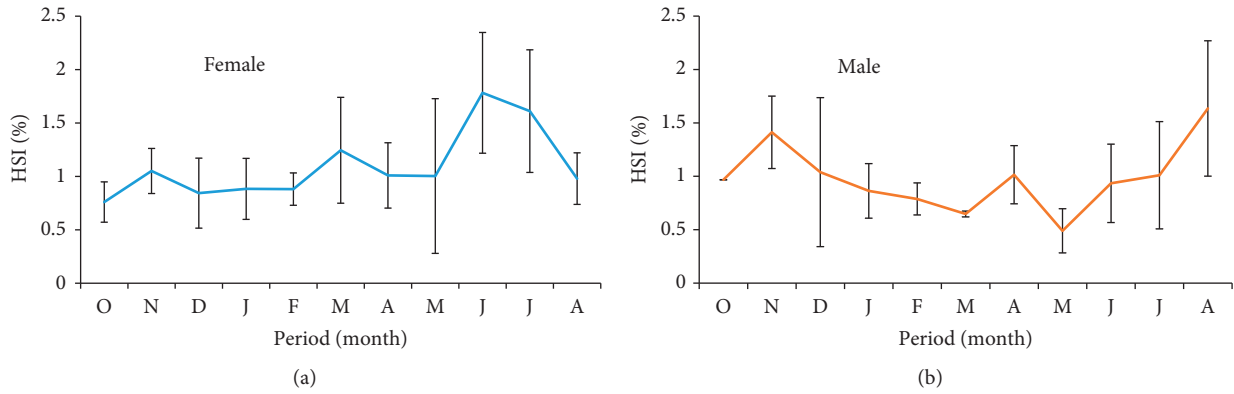 2.5
2
1.5
1
0.5
0
HSI (%)
Female
O N D J F M A M J J A
Period (month)
(a)
2.5
2
1.5
1
0.5
0
HSI (%)
Male
O N D J F M A M J J A
Period (month)
(b)